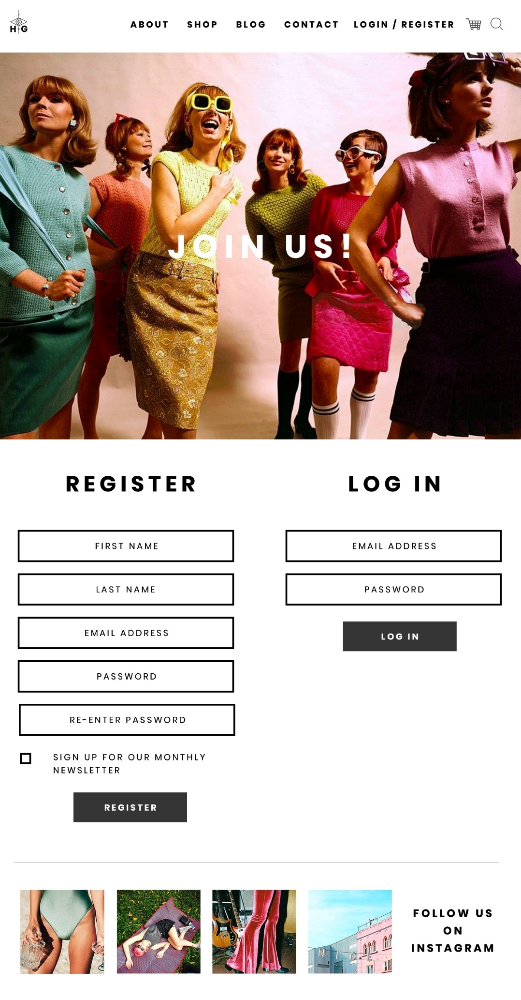 H G
ABOUT SHOP BLOG CONTACT LOGIN / REGISTER
JOIN US!
REGISTER
FIRST NAME
LAST NAME
EMAIL ADDRESS
PASSWORD
RE-ENTER PASSWORD
SIGN UP FOR OUR MONTHLY
NEWSLETTER
REGISTER
LOG IN
EMAIL ADDRESS
PASSWORD
LOG IN
NICE
FOLLOW US
ON
INSTAGRAM